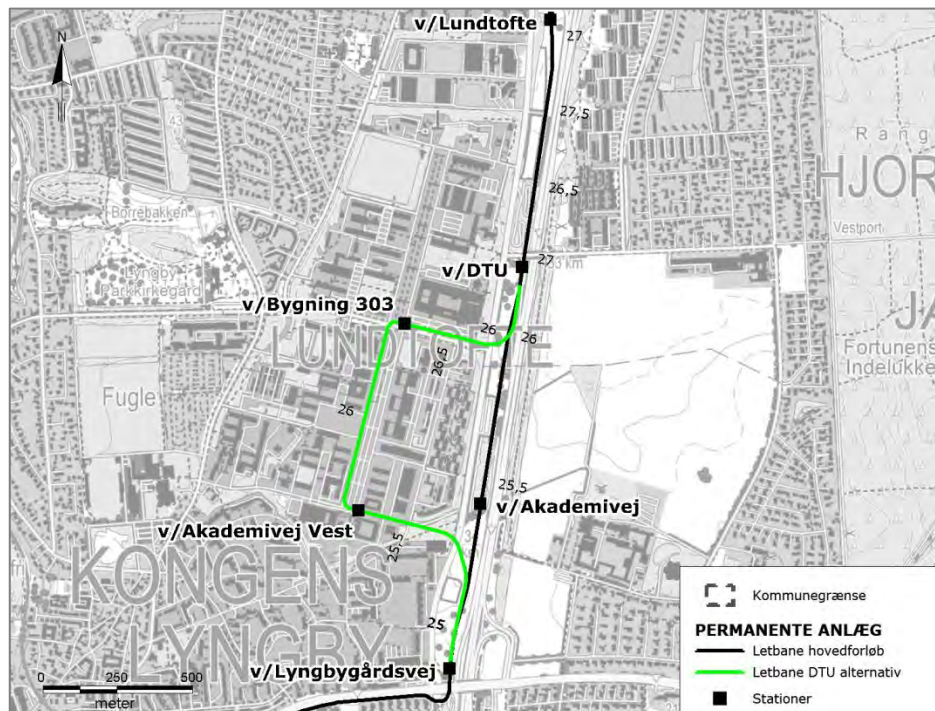 v/Lundtofte
27
N
27,5
43
Rång
HJOR
26,5
Vestport
Borrebakken
Lyngby
Parkkirkegård
v/DTU
27
km
v/Bygning 303
26
26
LUNDTOFTE
JÆ
Fortunens
Indelukke
26,5
Fugle
26
25,5
v/Akademivej
v/Akademivej Vest
25,5
KONGENS
LYNGBY
25
v/Lyngbygårdsvej
0 250 500
meter
Kommunegrænse
PERMANENTE ANLÆG
Letbane hovedforløb
Letbane DTU alternativ
Stationer